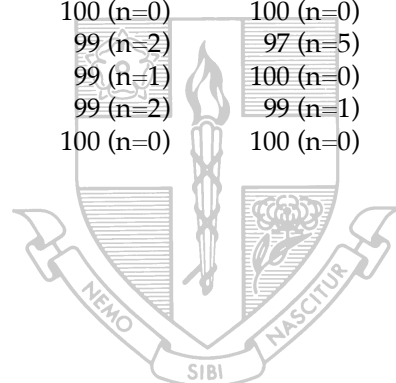 100 (n=0) 100 (n=0)
99 (n=2) 97 (n=5)
99 (n=1) 100 (n=0)
99 (n=2) 99 (n=1)
100 (n=0) 100 (n=0)
NEMO
SIBI
NASCITUR